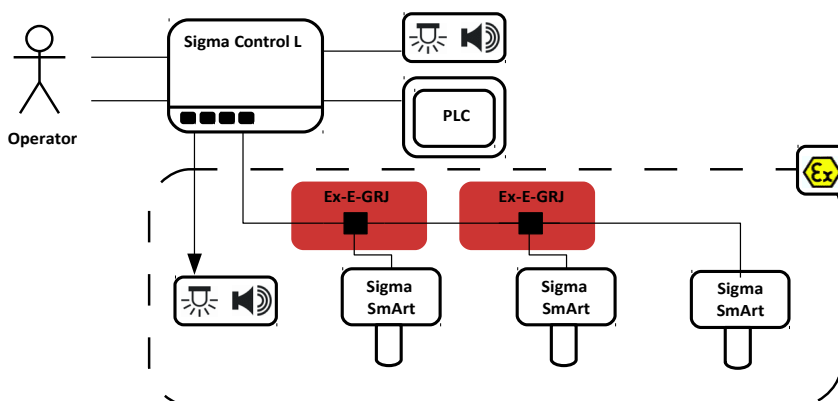 Sigma Control L
PLC
Operator
Ex
Ex-E-GRJ
Ex-E-GRJ
Sigma
SmArt
Sigma
SmArt
Sigma
SmArt